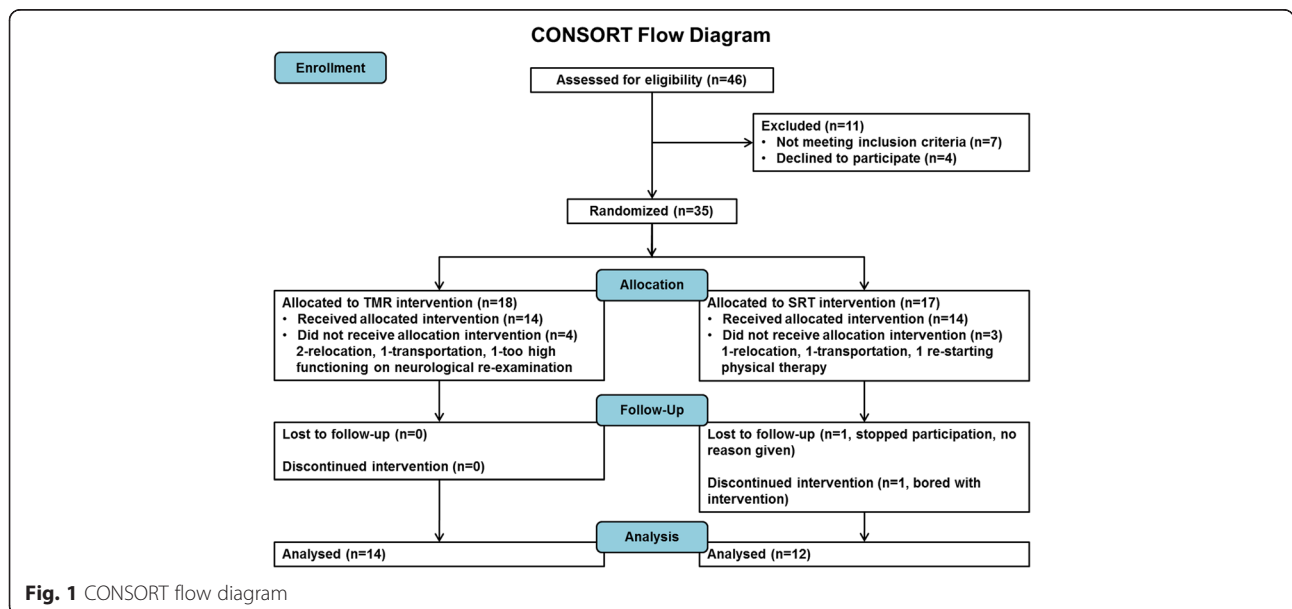 CONSORT Flow Diagram
Enrollment
Assessed for eligibility (n=46)
Excluded (n=11)
• Not meeting inclusion criteria (n=7)
• Declined to participate (n=4)
Randomized (n=35)
Allocation
Allocated to TMR intervention (n=18)
• Received allocated intervention (n=14)
• Did not receive allocation intervention (n=4)
2-relocation, 1-transportation, 1-too high
functioning on neurological re-examination
Allocated to SRT intervention (n=17)
• Received allocated intervention (n=14)
• Did not receive allocation intervention (n=3)
1-relocation, 1-transportation, 1 re-starting
physical therapy
Follow-Up
Lost to follow-up (n=0)
Discontinued intervention (n=0)
Lost to follow-up (n=1, stopped participation, no
reason given)
Discontinued intervention (n=1, bored with
intervention)
Analysis
Analysed (n=14)
Analysed (n=12)
Fig. 1 CONSORT flow diagram